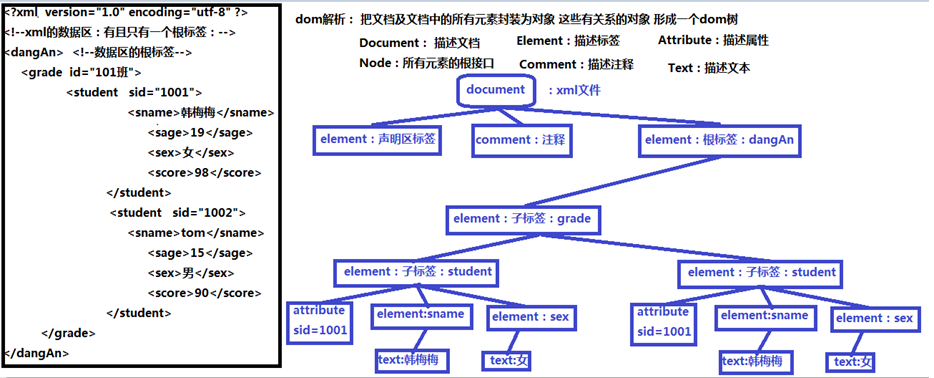 <?xml version="1.0" encoding="utf-8" ?>
<!--xml的数据区：有且只有一个根标签：-->
<dangAn> <!--数据区的根标签-->
<grade id="101班">
<student sid="1001">
<sname>韩梅梅</sname>
<sage>19</sage>
<sex>女</sex>
<score>98</score>
</student>
<student sid="1002">
<sname>tom</sname>
<sage>15</sage>
<sex>男</sex>
<score>90</score>
</student>
</grade>
</dangAn>
dom解析： 把文档及文档中的所有元素封装为对象 这些有关系的对象 形成一个dom树
Document： 描述文档 Element：描述标签 Attribute：描述属性
Node：所有元素的根接口 Comment：描述注释 Text：描述文本
document ：xml文件
element：声明区标签 comment：注释 element：根标签：dangAn
element：子标签：grade
element：子标签：student element：子标签：student
attribute sid=1001 element:sname element：sex attribute sid=1001 element:sname element：sex
text:韩梅梅 text:女 text:韩梅梅 text:女